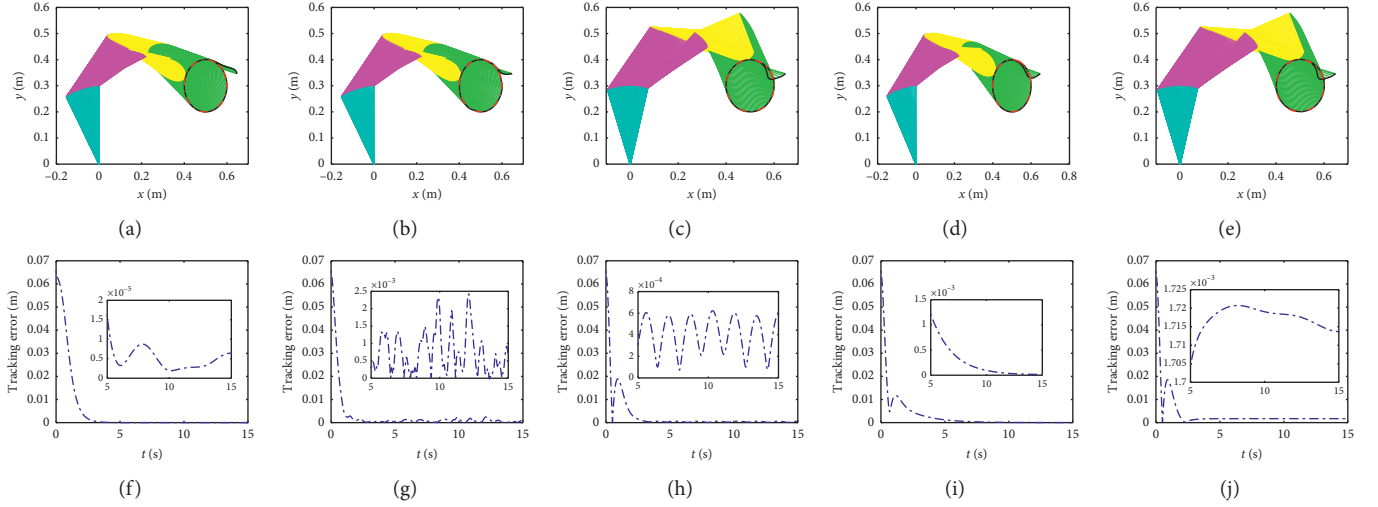 0.6
0.5
0.4
0.3
0.2
0.1
0
y (m)
−0.2 0 0.2 0.4 0.6
x (m)
(a)
0.6
0.5
0.4
0.3
0.2
0.1
0
y (m)
−0.2 0 0.2 0.4 0.6
x (m)
(b)
0.6
0.5
0.4
0.3
0.2
0.1
0
y (m)
0 0.2 0.4 0.6
x (m)
(c)
0.6
0.5
0.4
0.3
0.2
0.1
0
y (m)
−0.2 0 0.2 0.4 0.6 0.8
x (m)
(d)
0.6
0.5
0.4
0.3
0.2
0.1
0
y (m)
0 0.2 0.4 0.6
x (m)
(e)
0.07
0.06
0.05
0.04
0.03
0.02
0.01
0
Tracking error (m)
×10⁻⁵
2
1.5
1
0.5
0
5 10 15
0 5 10 15
t (s)
(f)
0.07
0.06
0.05
0.04
0.03
0.02
0.01
0
Tracking error (m)
×10⁻³
2.5
2
1.5
1
0.5
0
5 10 15
0 5 10 15
t (s)
(g)
0.07
0.06
0.05
0.04
0.03
0.02
0.01
0
Tracking error (m)
×10⁻⁴
8
6
4
2
0
5 10 15
0 5 10 15
t (s)
(h)
0.07
0.06
0.05
0.04
0.03
0.02
0.01
0
Tracking error (m)
×10⁻³
1.5
1
0.5
0
5 10 15
0 5 10 15
t (s)
(i)
0.07
0.06
0.05
0.04
0.03
0.02
0.01
0
Tracking error (m)
×10⁻³
1.725
1.72
1.715
1.71
1.705
1.7
5 10 15
0 5 10 15
t (s)
(j)